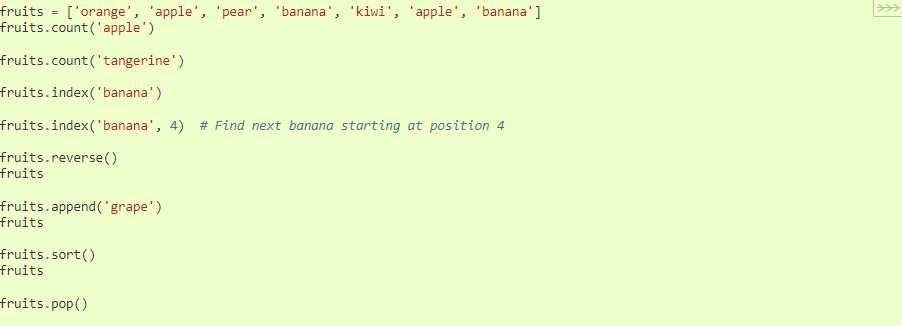 fruits = ['orange', 'apple', 'pear', 'banana', 'kiwi', 'apple', 'banana']
>>>
fruits.count('apple')
fruits.count('tangerine')
fruits.index('banana')
fruits.index('banana', 4)  # Find next banana starting at position 4
fruits.reverse()
fruits
fruits.append('grape')
fruits
fruits.sort()
fruits
fruits.pop()